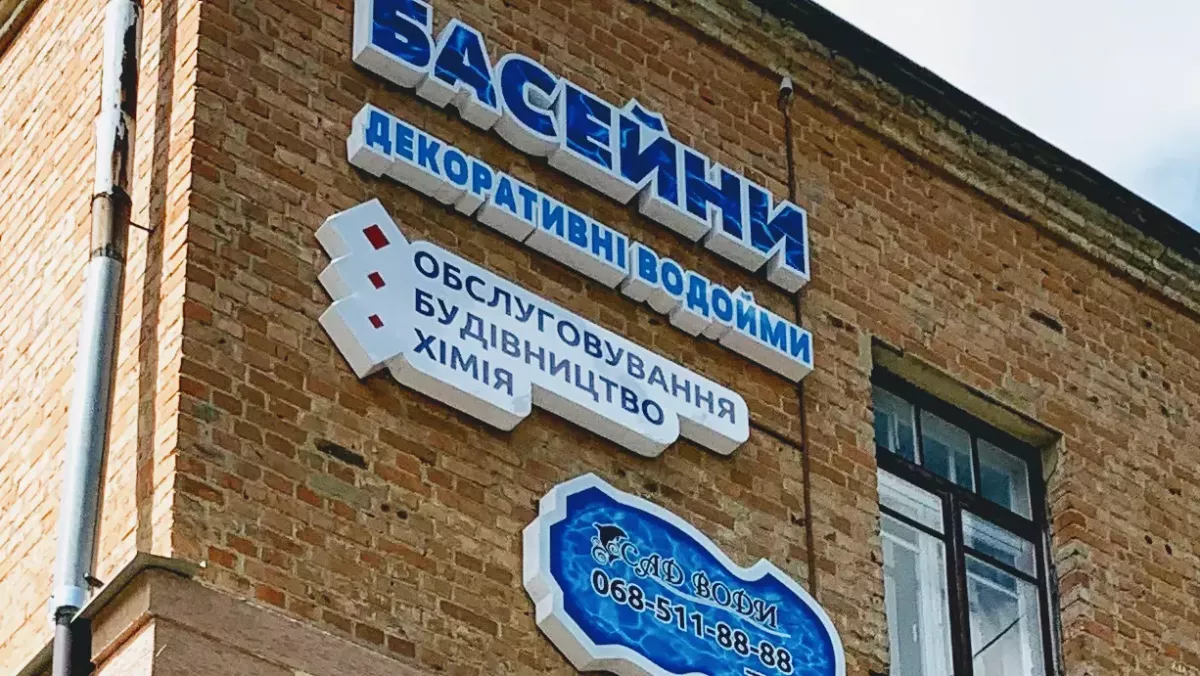 БАСЕЙНИ
ДЕКОРАТИВНІ ВОДОЙМИ
ОБСЛУГОВУВАННЯ
БУДІВНИЦТВО
ХІМІЯ
САД ВОДИ
068-511-88-88